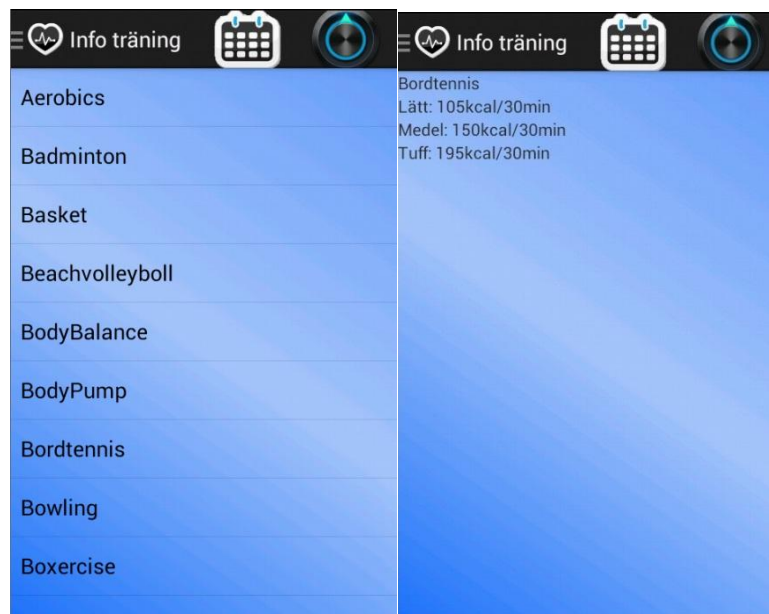 Info träning
Aerobics
Badminton
Basket
Beachvolleyboll
BodyBalance
BodyPump
Bordtennis
Bowling
Boxercise
Info träning
Bordtennis
Lätt: 105kcal/30min
Medel: 150kcal/30min
Tuff: 195kcal/30min